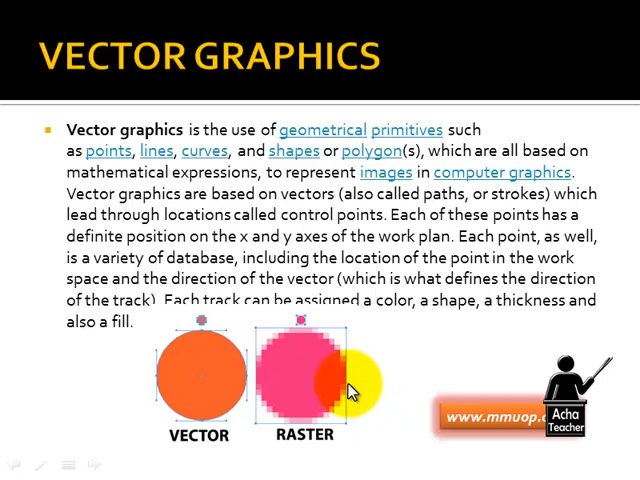 VECTOR GRAPHICS
Vector graphics is the use of geometrical primitives such
as points, lines, curves, and shapes or polygon(s), which are all based on
mathematical expressions, to represent images in computer graphics.
Vector graphics are based on vectors (also called paths, or strokes) which
lead through locations called control points. Each of these points has a
definite position on the x and y axes of the work plan. Each point, as well,
is a variety of database, including the location of the point in the work
space and the direction of the vector (which is what defines the direction
of the track). Each track can be assigned a color, a shape, a thickness and
also a fill.
VECTOR
RASTER
www.mmuop.
Acha
Teacher